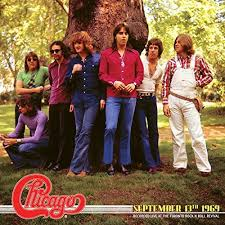 Chicago
SEPTEMBER 13TH 1969
RECORDED LIVE AT THE TORONTO ROCK N ROLL REVIVAL